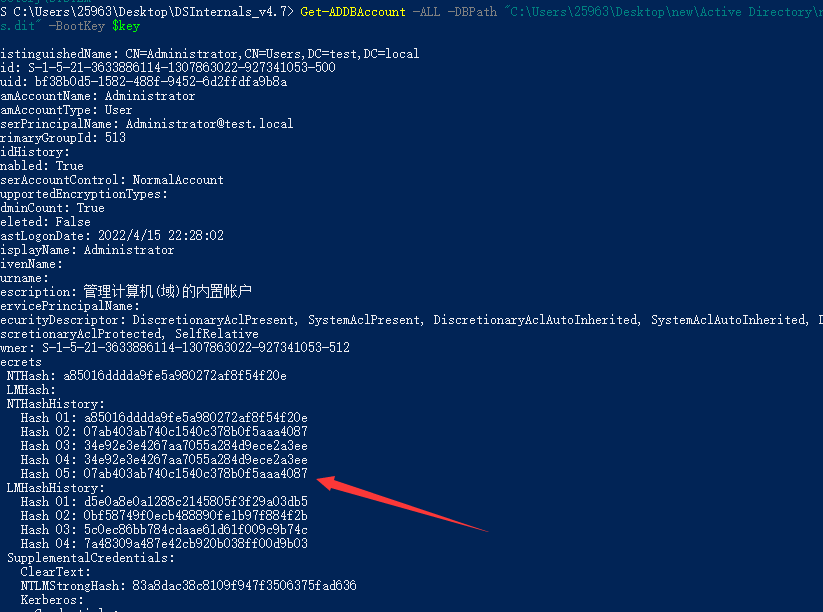 S C:\Users\25963\Desktop\DSInternals_v4.7> Get-ADDBAccount -ALL -DBPath "C:\Users\25963\Desktop\new\Active Directory\n
s.dit" -BootKey $key
istinguishedName: CN=Administrator,CN=Users,DC=test,DC=local
id: S-1-5-21-3633886114-1307863022-927341053-500
uid: bf38b0d5-1582-488f-9452-6d2ffdfa9b8a
amAccountName: Administrator
amAccountType: User
serPrincipalName: Administrator@test.local
rimaryGroupId: 513
idHistory:
nabled: True
serAccountControl: NormalAccount
upportedEncryptionTypes:
dminCount: True
eleted: False
astLogonDate: 2022/4/15 22:28:02
isplayName: Administrator
ivenName:
urname:
escription: 管理计算机(域)的内置帐户
ervicePrincipalName:
ecurityDescriptor: DiscretionaryAclPresent, SystemAclPresent, DiscretionaryAclAutoInherited, SystemAclAutoInherited, D
scretionaryAclProtected, SelfRelative
wner: S-1-5-21-3633886114-1307863022-927341053-512
ecrets
NTHash: a85016dddda9fe5a980272af8f54f20e
LMHash:
NTHashHistory:
Hash 01: a85016dddda9fe5a980272af8f54f20e
Hash 02: 07ab403ab740c1540c378b0f5aaa4087
Hash 03: 34e92e3e4267aa7055a284d9ece2a3ee
Hash 04: 34e92e3e4267aa7055a284d9ece2a3ee
Hash 05: 07ab403ab740c1540c378b0f5aaa4087
LMHashHistory:
Hash 01: d5e0a8e0a1288c2145805f3f29a03db5
Hash 02: 0bf58749f0ecb488890fe1b97f884f2b
Hash 03: 5c0ec86bb784cdaae61d61f009c9b74c
Hash 04: 7a48309a487e42cb920b038ff00d9b03
SupplementalCredentials:
ClearText:
NTLMStrongHash: 83a8dac38c8109f947f3506375fad636
Kerberos: